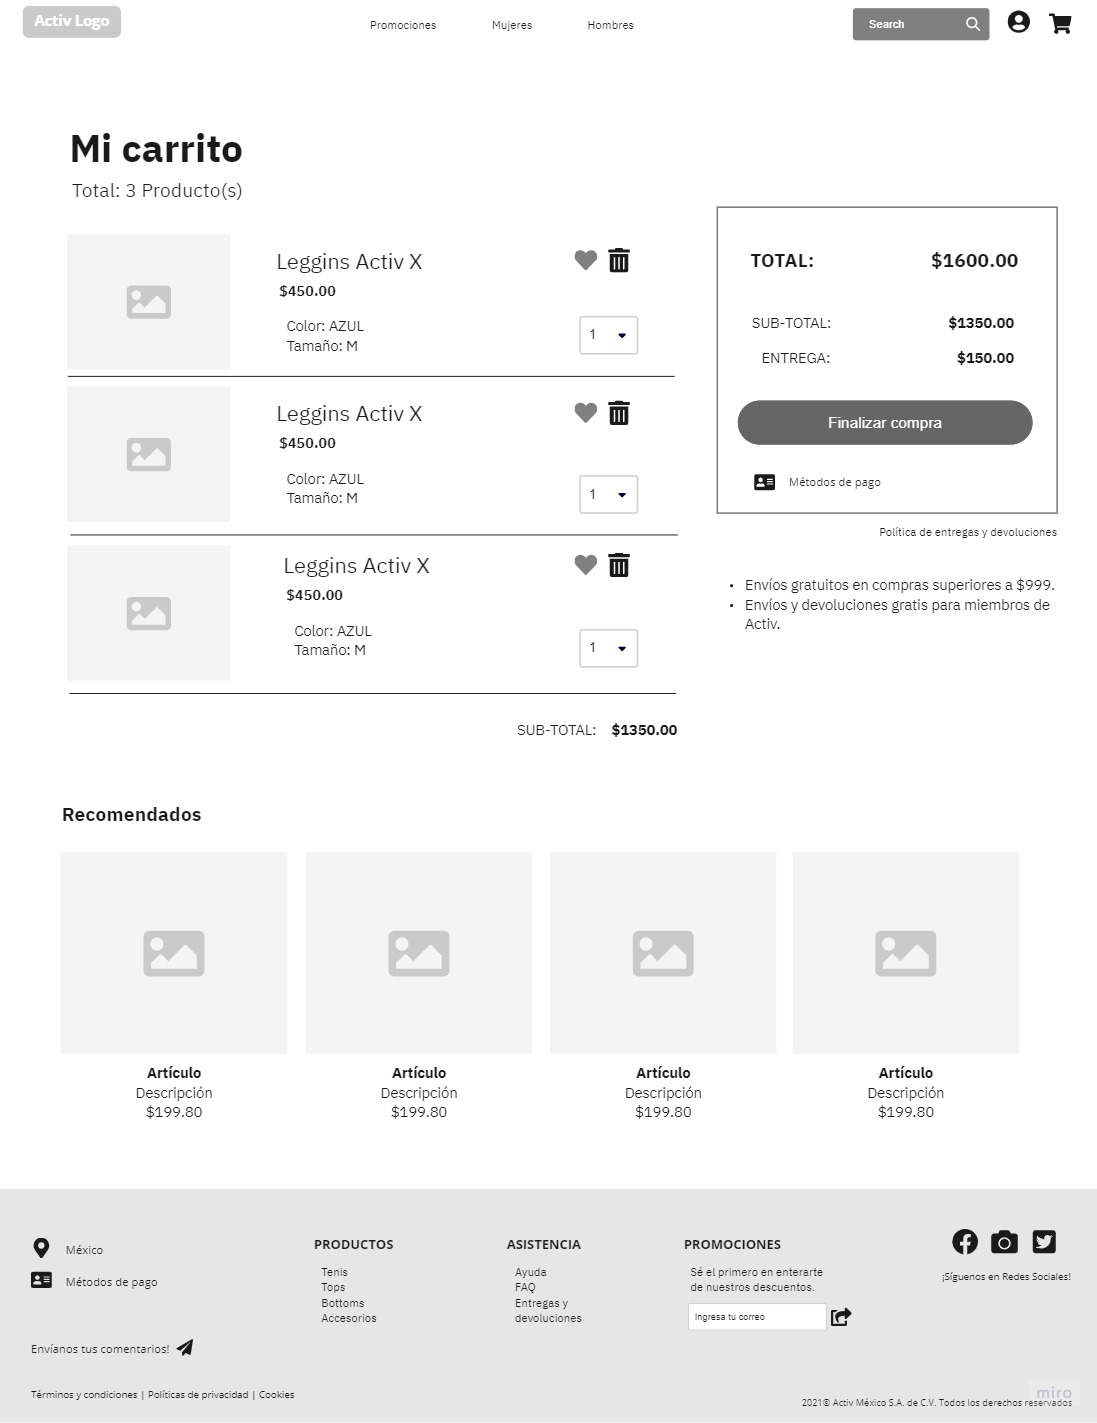 Activ Logo
Promociones
Mujeres
Hombres
Search
Mi carrito
Total: 3 Producto(s)
Leggins Activ X
$450.00
Color: AZUL
Tamaño: M
1
Leggins Activ X
$450.00
Color: AZUL
Tamaño: M
1
Leggins Activ X
$450.00
Color: AZUL
Tamaño: M
1
SUB-TOTAL: $1350.00
TOTAL: $1600.00
SUB-TOTAL: $1350.00
ENTREGA: $150.00
Finalizar compra
Métodos de pago
Política de entregas y devoluciones
• Envíos gratuitos en compras superiores a $999.
• Envíos y devoluciones gratis para miembros de
Activ.
Recomendados
Artículo
Descripción
$199.80
Artículo
Descripción
$199.80
Artículo
Descripción
$199.80
Artículo
Descripción
$199.80
México
Métodos de pago
Envíanos tus comentarios!
PRODUCTOS
Tenis
Tops
Bottoms
Accesorios
ASISTENCIA
Ayuda
FAQ
Entregas y
devoluciones
PROMOCIONES
Sé el primero en enterarte
de nuestros descuentos.
Ingresa tu correo
¡Síguenos en Redes Sociales!
Términos y condiciones | Políticas de privacidad | Cookies
2021© Activ México S.A. de C.V. Todos los derechos reservados
miro